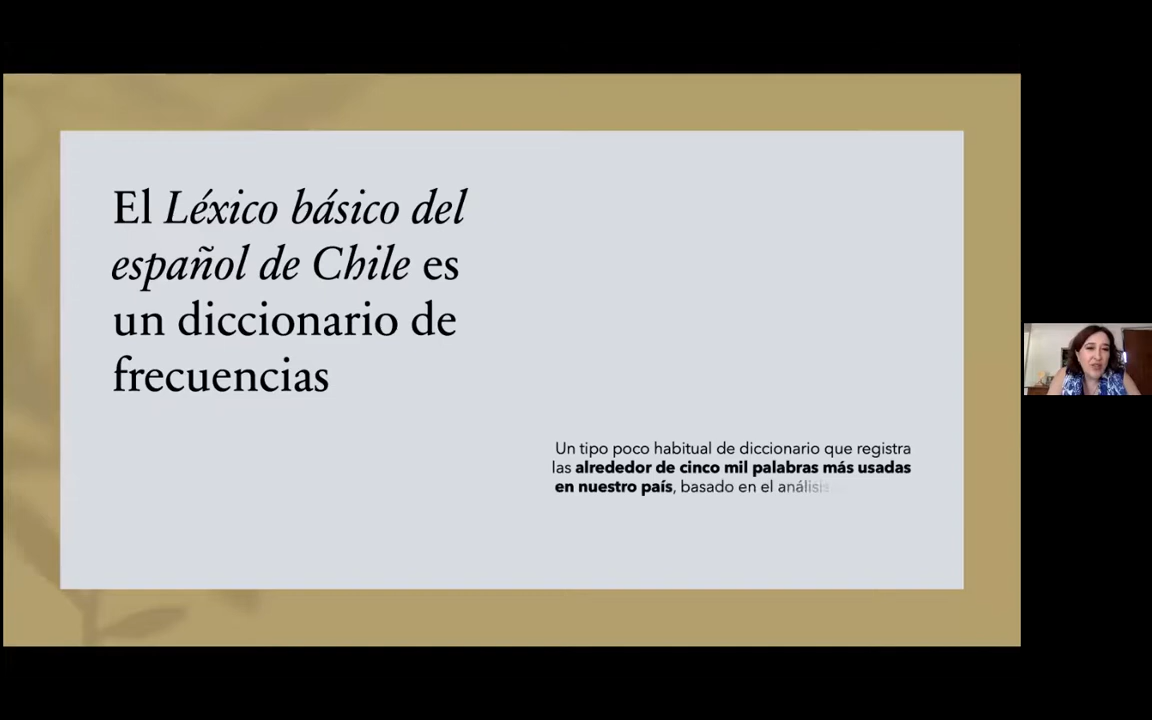 El Léxico básico del
español de Chile es
un diccionario de
frecuencias
Un tipo poco habitual de diccionario que registra
las alrededor de cinco mil palabras más usadas
en nuestro país, basado en el análisis